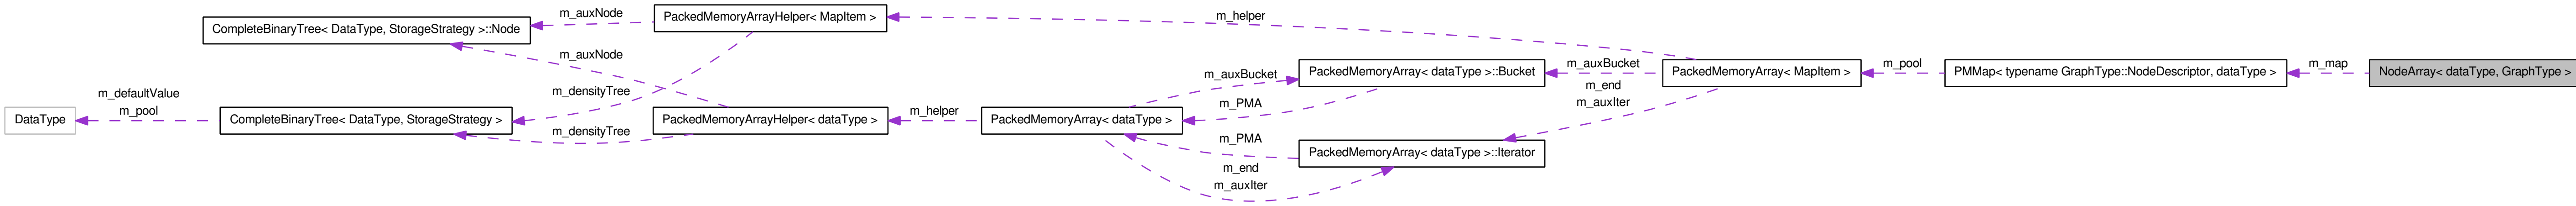 CompleteBinaryTree< DataType, StorageStrategy >::Node
m_auxNode
PackedMemoryArrayHelper< MapItem >
m_helper
m_auxNode
m_densityTree
DataType
m_defaultValue
m_pool
CompleteBinaryTree< DataType, StorageStrategy >
m_densityTree
PackedMemoryArrayHelper< dataType >
m_helper
PackedMemoryArray< dataType >
m_auxBucket
m_PMA
PackedMemoryArray< dataType >::Bucket
m_PMA
m_end
m_auxIter
PackedMemoryArray< dataType >::Iterator
m_auxBucket
m_end
m_auxIter
PackedMemoryArray< MapItem >
m_pool
PMMap< typename GraphType::NodeDescriptor, dataType >
m_map
NodeArray< dataType, GraphType >